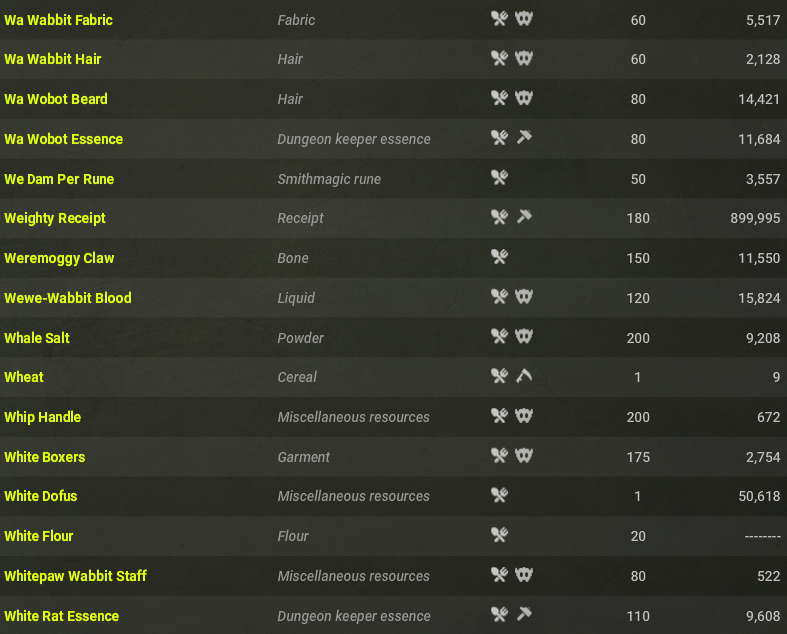 Wa Wabbit Fabric Fabric 60 5,517
Wa Wabbit Hair Hair 60 2,128
Wa Wobot Beard Hair 80 14,421
Wa Wobot Essence Dungeon keeper essence 80 11,684
We Dam Per Rune Smithmagic rune 50 3,557
Weighty Receipt Receipt 180 899,995
Weremoggy Claw Bone 150 11,550
Wewe-Wabbit Blood Liquid 120 15,824
Whale Salt Powder 200 9,208
Wheat Cereal 1 9
Whip Handle Miscellaneous resources 200 672
White Boxers Garment 175 2,754
White Dofus Miscellaneous resources 1 50,618
White Flour Flour 20 --------
Whitepaw Wabbit Staff Miscellaneous resources 80 522
White Rat Essence Dungeon keeper essence 110 9,608